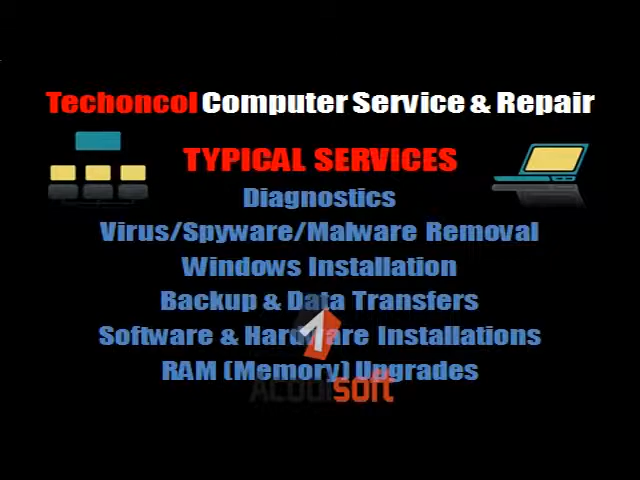 Techoncol Computer Service & Repair
TYPICAL SERVICES
Diagnostics
Virus/Spyware/Malware Removal
Windows Installation
Backup & Data Transfers
Software & Hardware Installations
RAM (Memory) Upgrades
Acoolsoft